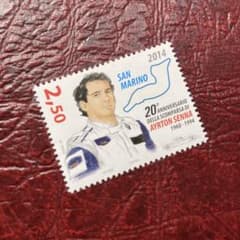 2,50
SAN
MARINO
2014
20° ANNIVERSARIO
DELLA SCOMPARSA DI
AYRTON SENNA
1960 - 1994